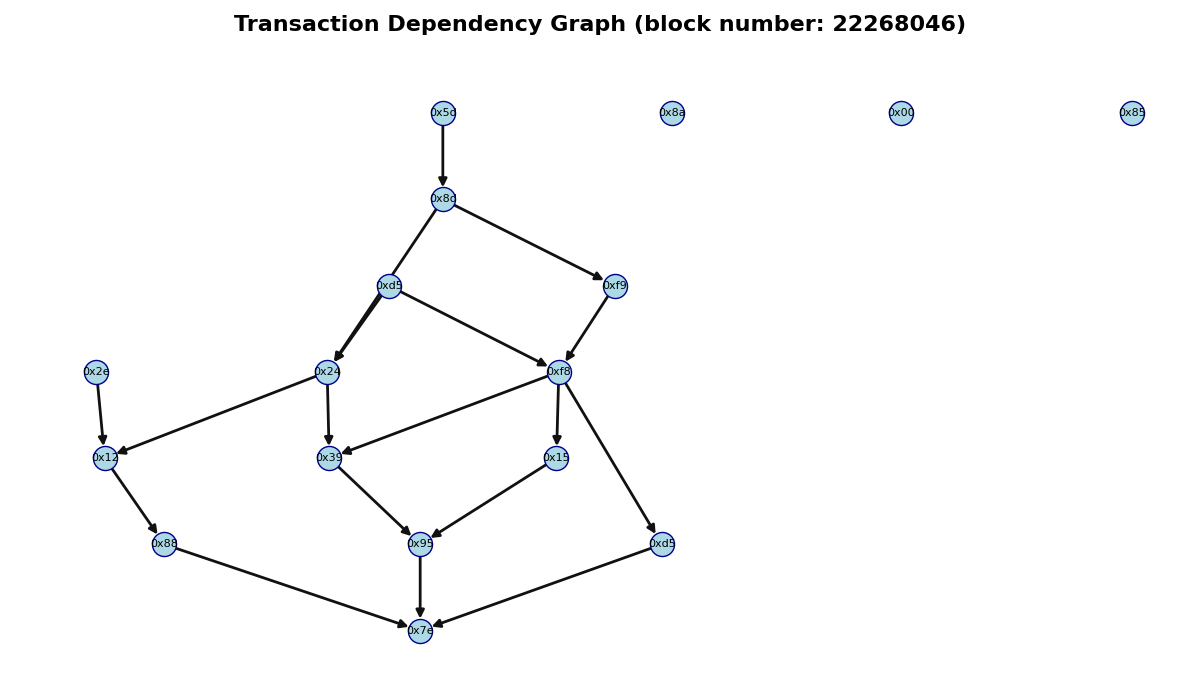 Transaction Dependency Graph (block number: 22268046)
0x5d 0x8a 0x00 0x85
0x8d
0xd5 0xf9
0x2e 0x24 0xf8
0x12 0x39 0x15
0x88 0x95 0xd5
0x7e